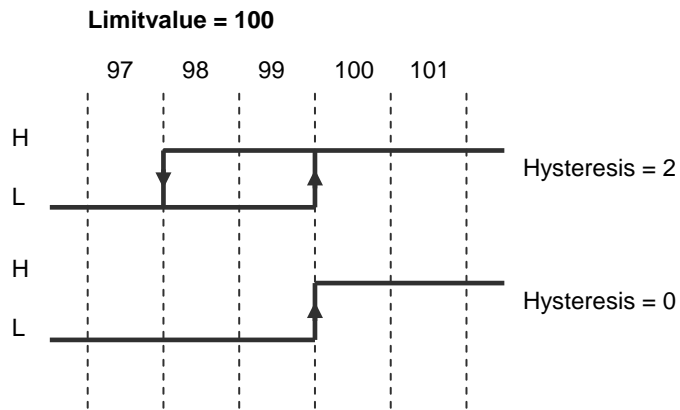 Limitvalue = 100
97 98 99 100 101
H
Hysteresis = 2
L
H
Hysteresis = 0
L